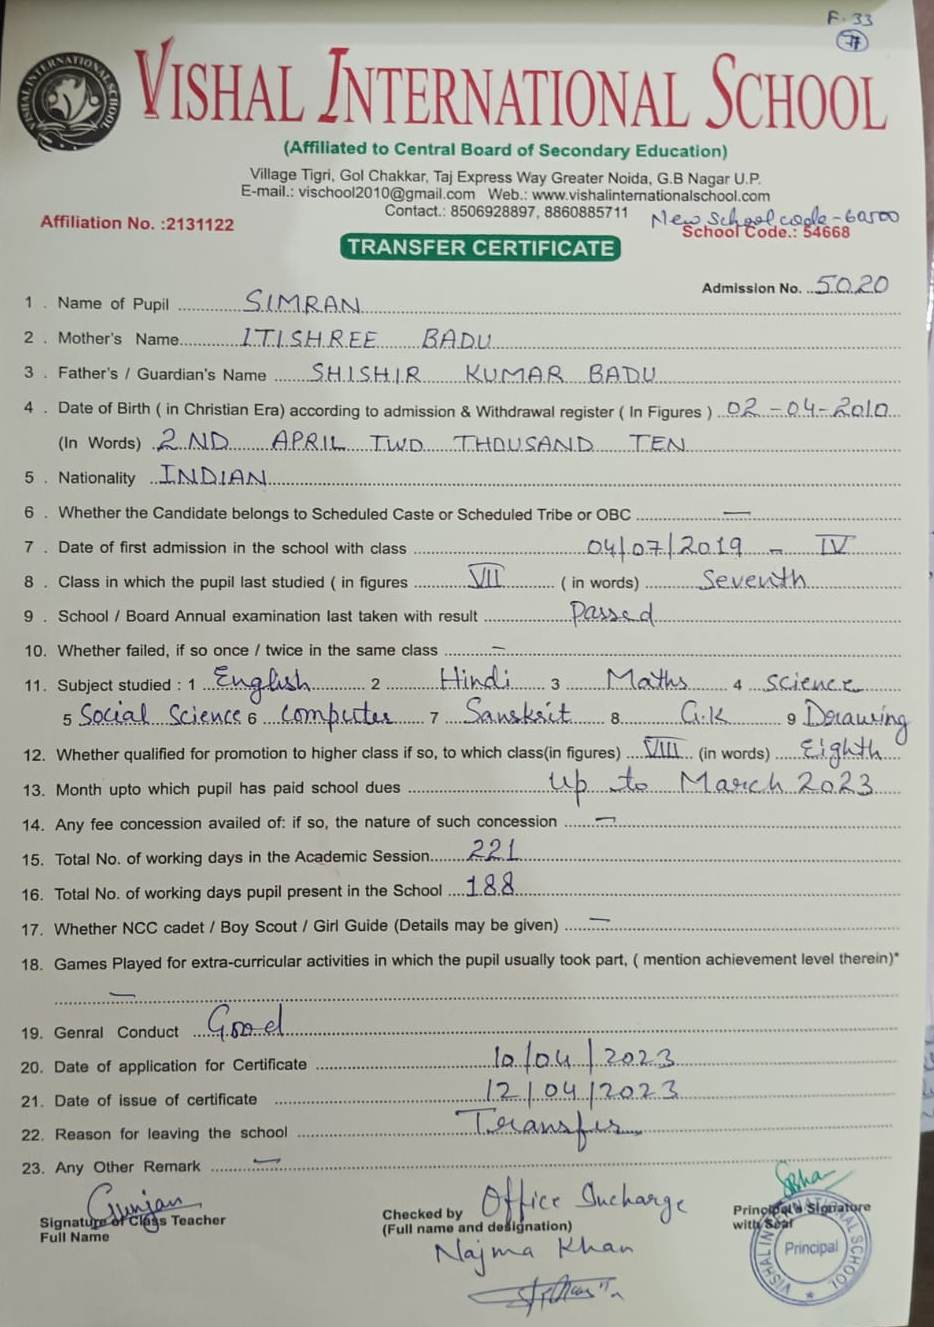 F. 33
VISHAL INTERNATIONAL SCHOOL
VISHAL INTERNATIONAL SCHOOL
(Affiliated to Central Board of Secondary Education)
Village Tigri, Gol Chakkar, Taj Express Way Greater Noida, G.B Nagar U.P.
E-mail.: vischool2010@gmail.com Web.: www.vishalinternationalschool.com
Contact.: 8506928897, 8860885711
New School code - 60500
Affiliation No. :2131122 School Code.: 54668
TRANSFER CERTIFICATE
Admission No. 5020
1 . Name of Pupil SIMRAN
2 . Mother's Name ITISHREE BADU
3 . Father's / Guardian's Name SHISHIR KUMAR BADU
4 . Date of Birth ( in Christian Era) according to admission & Withdrawal register ( In Figures ) 02-04-2010
(In Words) 2ND APRIL TWO THOUSAND TEN
5 . Nationality INDIAN
6 . Whether the Candidate belongs to Scheduled Caste or Scheduled Tribe or OBC —
7 . Date of first admission in the school with class 04/07/2019 - IV
8 . Class in which the pupil last studied ( in figures VII ( in words) Seventh
9 . School / Board Annual examination last taken with result Passed
10. Whether failed, if so once / twice in the same class —
11. Subject studied : 1 English 2 Hindi 3 Maths 4 Science
5 Social Science 6 Computer 7 Sanskrit 8. G.K 9 Drawing
12. Whether qualified for promotion to higher class if so, to which class(in figures) VIII (in words) Eighth
13. Month upto which pupil has paid school dues up to March 2023
14. Any fee concession availed of: if so, the nature of such concession —
15. Total No. of working days in the Academic Session 221
16. Total No. of working days pupil present in the School 188
17. Whether NCC cadet / Boy Scout / Girl Guide (Details may be given) —
18. Games Played for extra-curricular activities in which the pupil usually took part, ( mention achievement level therein)*
—
19. Genral Conduct Good
20. Date of application for Certificate 10/04/2023
21. Date of issue of certificate 12/04/2023
22. Reason for leaving the school Transfer
23. Any Other Remark —
Gunjan
Signature of Class Teacher
Full Name
Checked by Office Incharge
(Full name and designation)
Najma Khan
Principal's Signature
with Seal
VISHAL INTERNATIONAL SCHOOL
Principal